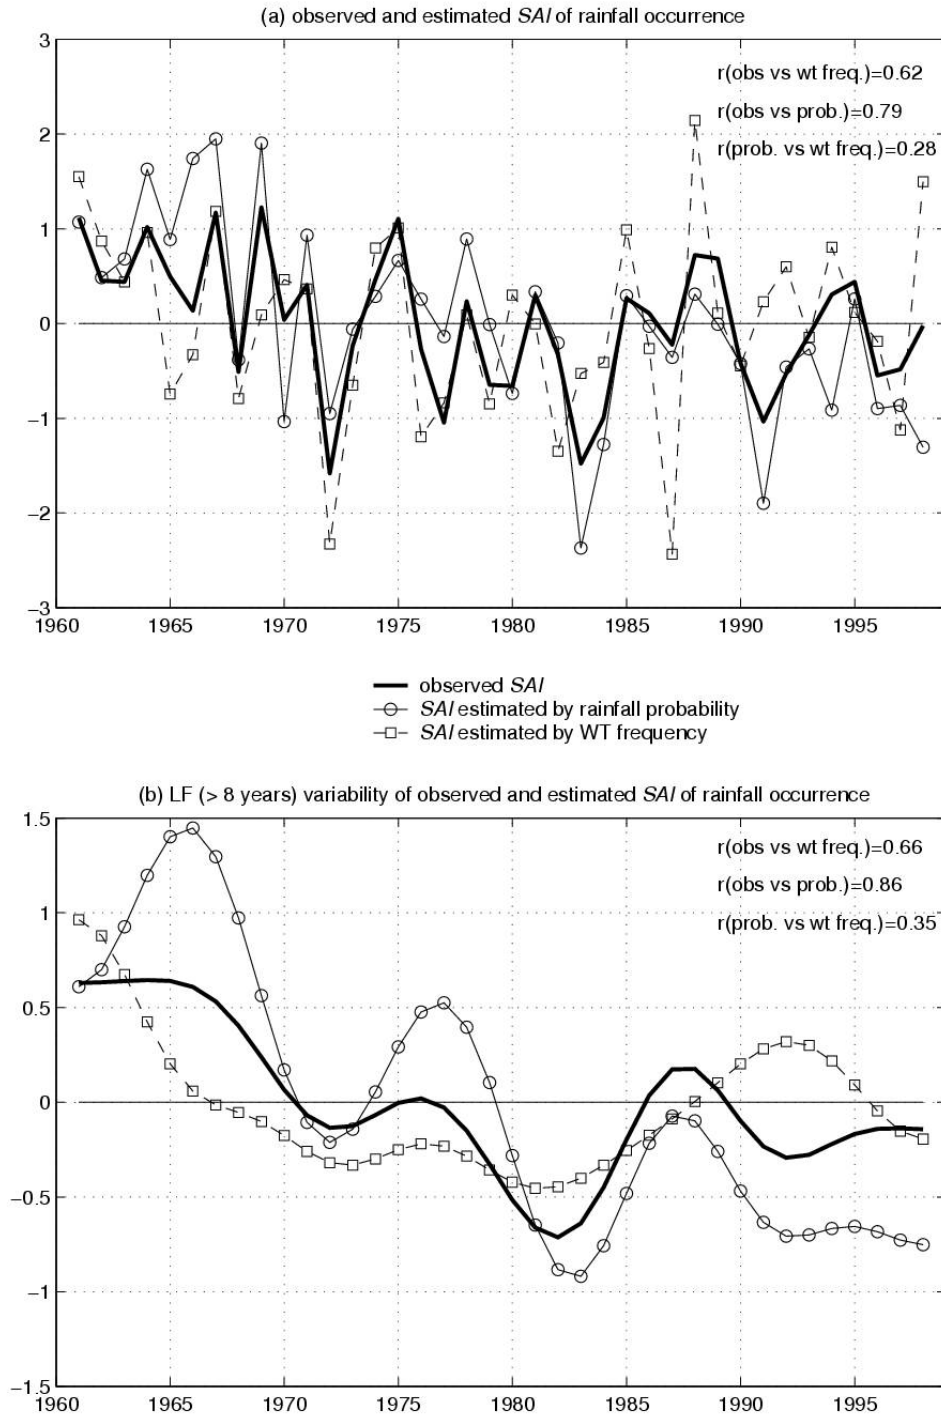 (a) observed and estimated SAI of rainfall occurrence
3
2
1
0
−1
−2
−3
r(obs vs wt freq.)=0.62
r(obs vs prob.)=0.79
r(prob. vs wt freq.)=0.28
1960 1965 1970 1975 1980 1985 1990 1995
observed SAI
SAI estimated by rainfall probability
SAI estimated by WT frequency
(b) LF (> 8 years) variability of observed and estimated SAI of rainfall occurrence
1.5
1
0.5
0
−0.5
−1
−1.5
r(obs vs wt freq.)=0.66
r(obs vs prob.)=0.86
r(prob. vs wt freq.)=0.35
1960 1965 1970 1975 1980 1985 1990 1995